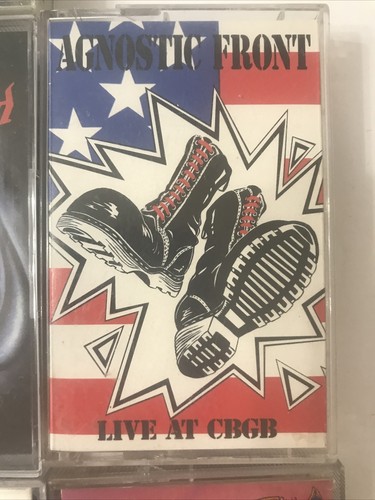 AGNOSTIC FRONT
LIVE AT CBGB